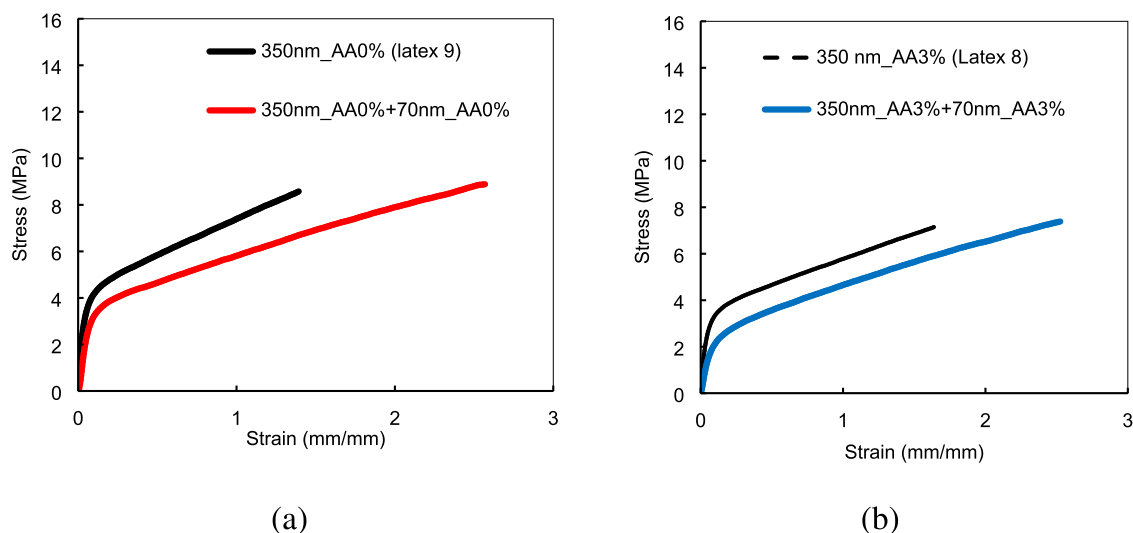 16
14
12
10
8
6
4
2
0
Stress (MPa)
350nm_AA0% (latex 9)
350nm_AA0%+70nm_AA0%
0 1 2 3
Strain (mm/mm)
(a)
16
14
12
10
8
6
4
2
0
Stress (MPa)
350 nm_AA3% (Latex 8)
350nm_AA3%+70nm_AA3%
0 1 2 3
Strain (mm/mm)
(b)